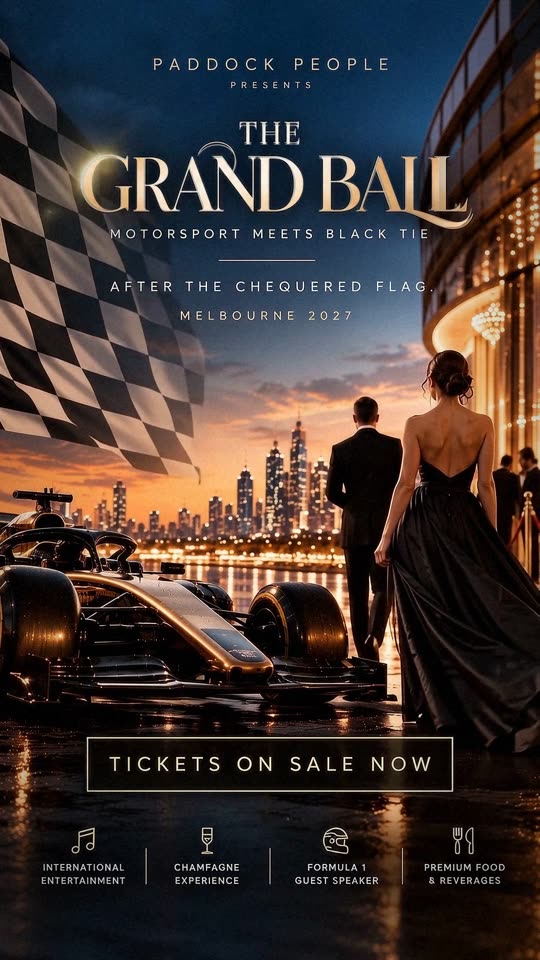 PADDOCK PEOPLE
PRESENTS
THE
GRAND BALL
MOTORSPORT MEETS BLACK TIE
AFTER THE CHEQUERED FLAG.
MELBOURNE 2027
TICKETS ON SALE NOW
INTERNATIONAL
ENTERTAINMENT
CHAMFAGNE
EXPERIENCE
FORMULA 1
GUEST SPEAKER
PREMIUM FOOD
& REVERAGES